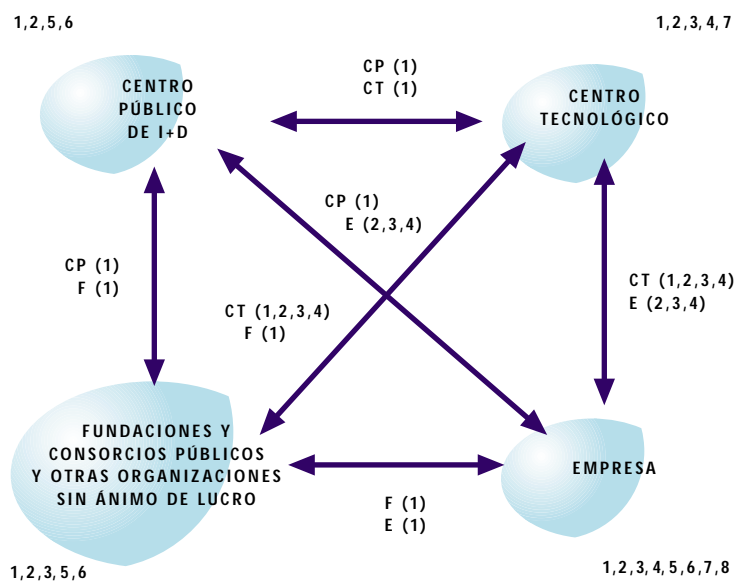 1,2,5,6
1,2,3,4,7
CENTRO
PÚBLICO
DE I+D
CP (1)
CT (1)
CENTRO
TECNOLÓGICO
CP (1)
E (2,3,4)
CP (1)
F (1)
CT (1,2,3,4)
F (1)
CT (1,2,3,4)
E (2,3,4)
FUNDACIONES Y
CONSORCIOS PÚBLICOS
Y OTRAS ORGANIZACIONES
SIN ÁNIMO DE LUCRO
EMPRESA
F (1)
E (1)
1,2,3,5,6
1,2,3,4,5,6,7,8